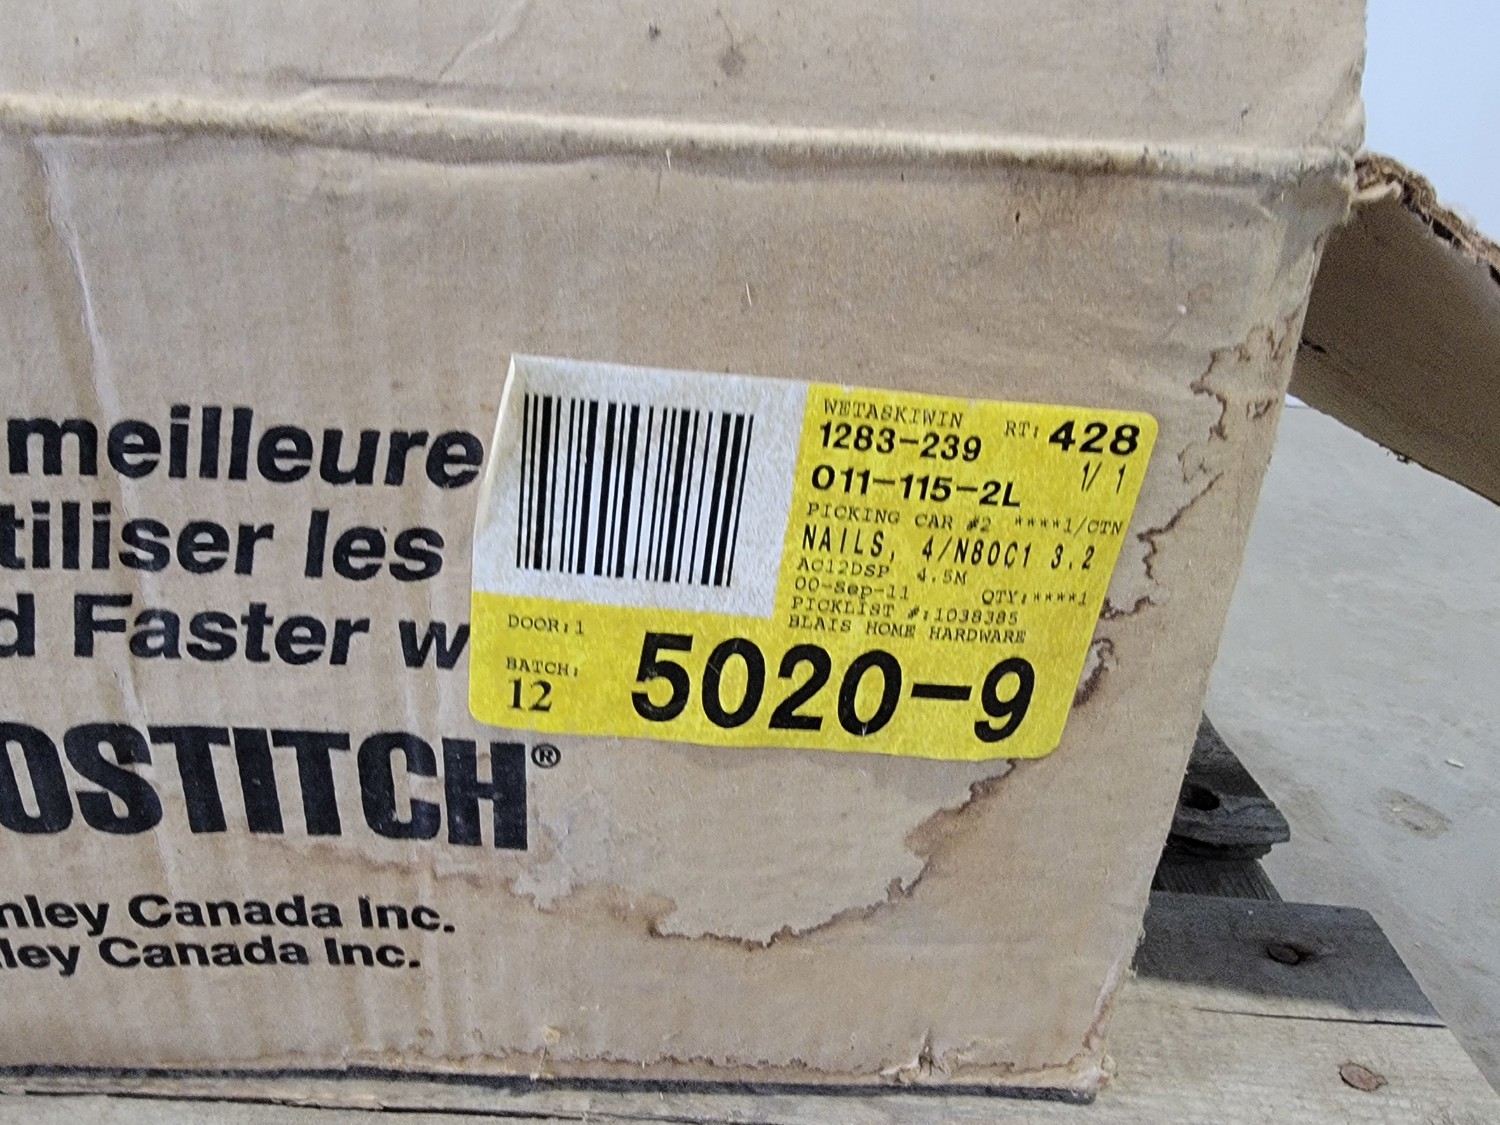 meilleure
tiliser les
d Faster w
OSTITCH®
nley Canada Inc.
ley Canada Inc.
WETASKIWIN RT: 428
1283-239 1/ 1
011-115-2L
PICKING CAR #2 ****1/CTN
NAILS, 4/N80C1 3.2
AC12DSP 4.5M
00-Sep-11 QTY:****1
PICKLIST #:1038385
BLAIS HOME HARDWARE
DOOR:1
BATCH:
12
5020-9